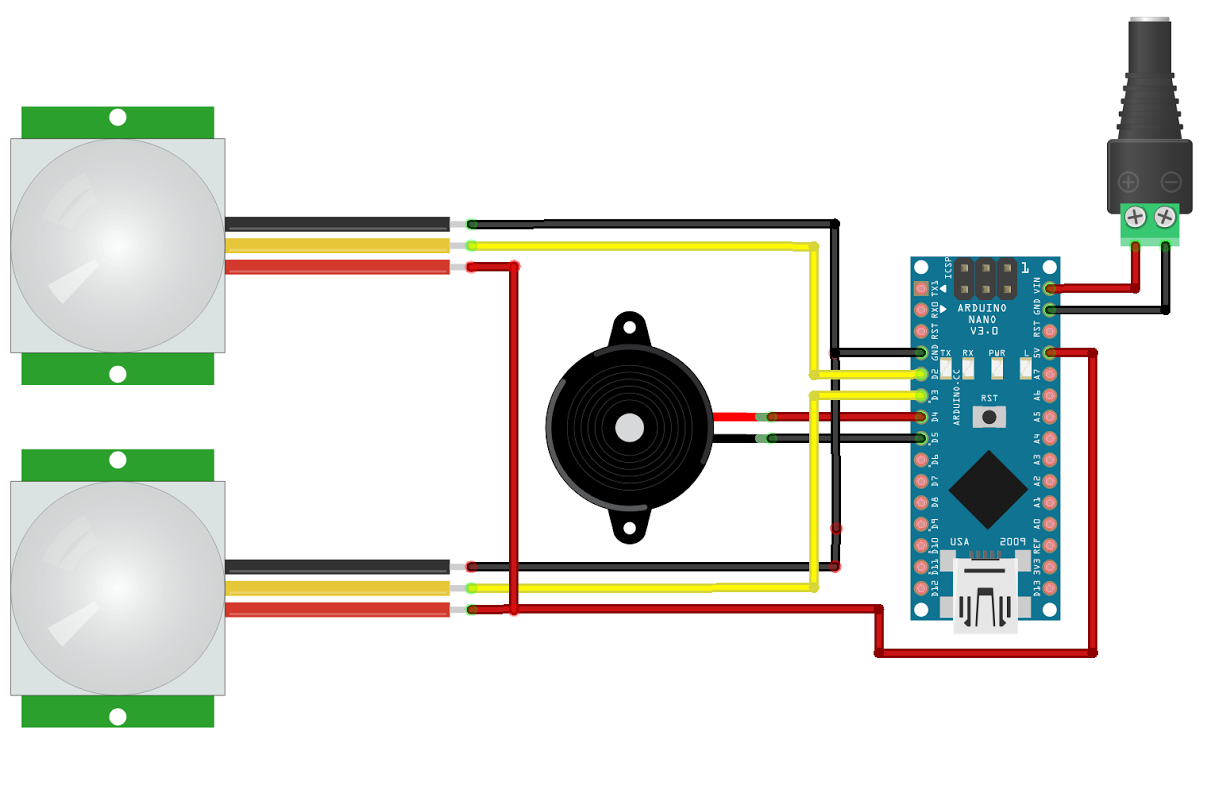 ICSP
1
ARDUINO
NANO
V3.0
TX1
RX0
RST
GND
D2
D3
D4
D5
D6
D7
D8
D9
D10
D11
D12
VIN
GND
RST
5V
A7
A6
A5
A4
A3
A2
A1
A0
REF
3V3
D13
TX RX PWR L
RST
ARDUINO.CC
USA 2009